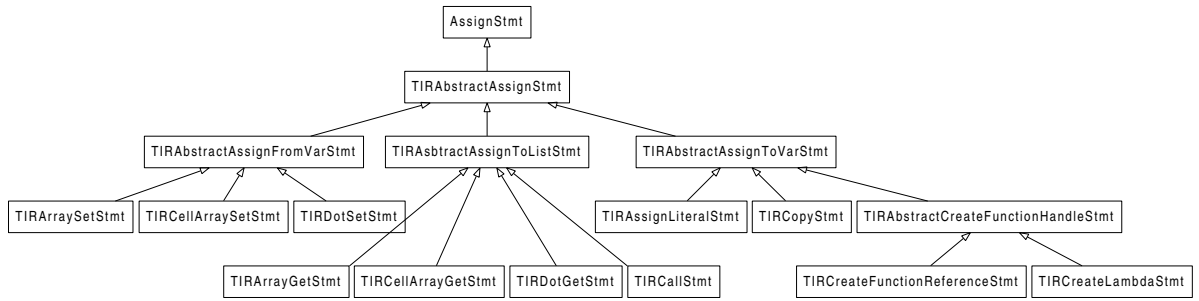 AssignStmt
TIRAbstractAssignStmt
TIRAbstractAssignFromVarStmt
TIRAsbtractAssignToListStmt
TIRAbstractAssignToVarStmt
TIRArraySetStmt
TIRCellArraySetStmt
TIRDotSetStmt
TIRAssignLiteralStmt
TIRCopyStmt
TIRAbstractCreateFunctionHandleStmt
TIRArrayGetStmt
TIRCellArrayGetStmt
TIRDotGetStmt
TIRCallStmt
TIRCreateFunctionReferenceStmt
TIRCreateLambdaStmt